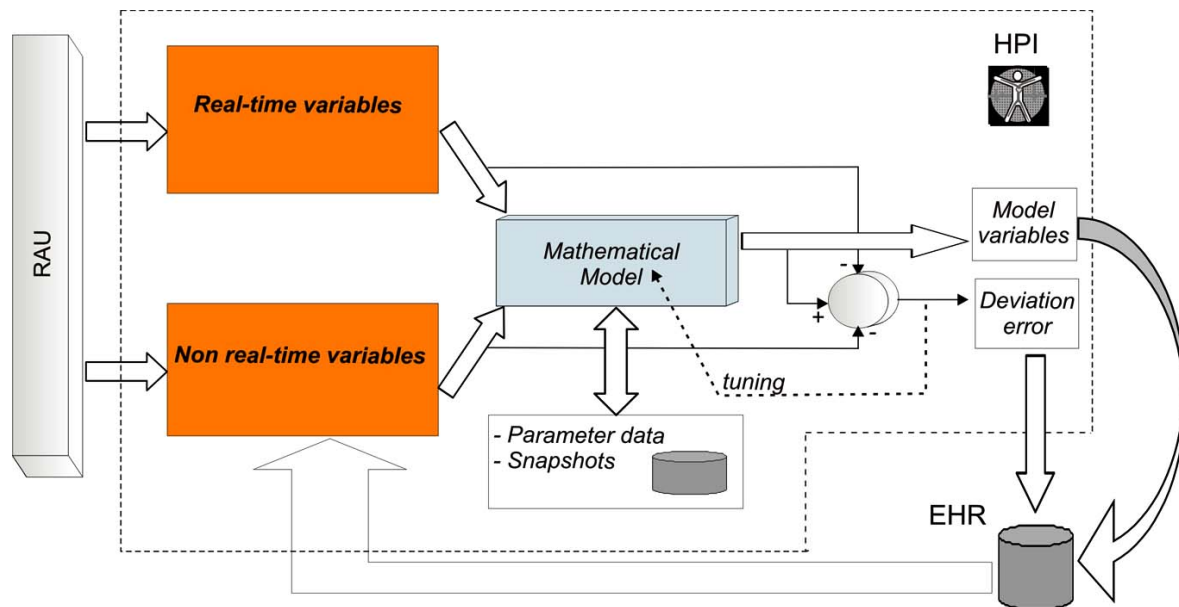 HPI
Real-time variables
RAU
Mathematical
Model
Model
variables
-
+
-
Deviation
error
Non real-time variables
tuning
- Parameter data
- Snapshots
EHR